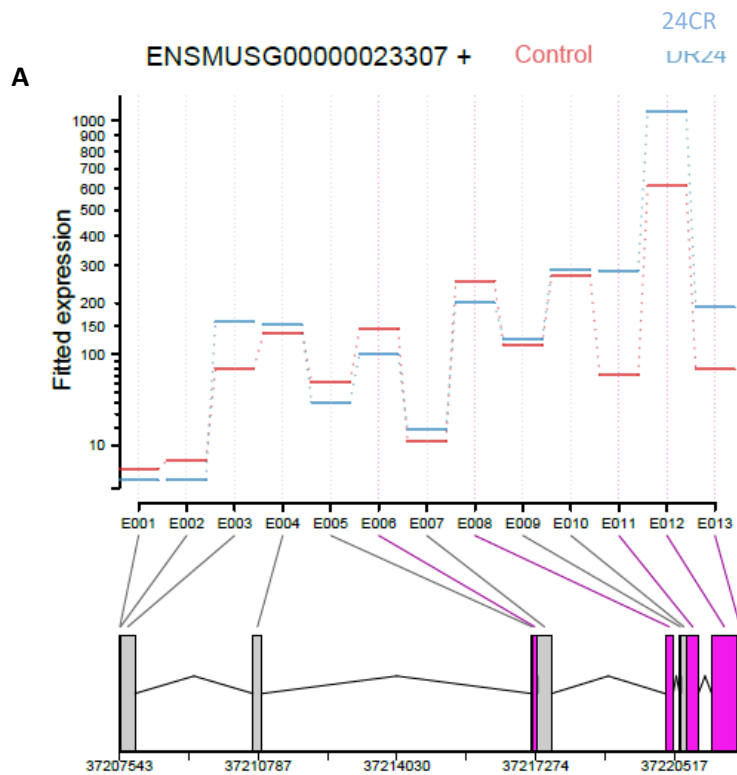 24CR
ENSMUSG00000023307 + Control DR24
A
Fitted expression
1000
900
800
700
600
500
400
300
200
150
100
10
E001 E002 E003 E004 E005 E006 E007 E008 E009 E010 E011 E012 E013
37207543 37210787 37214030 37217274 37220517